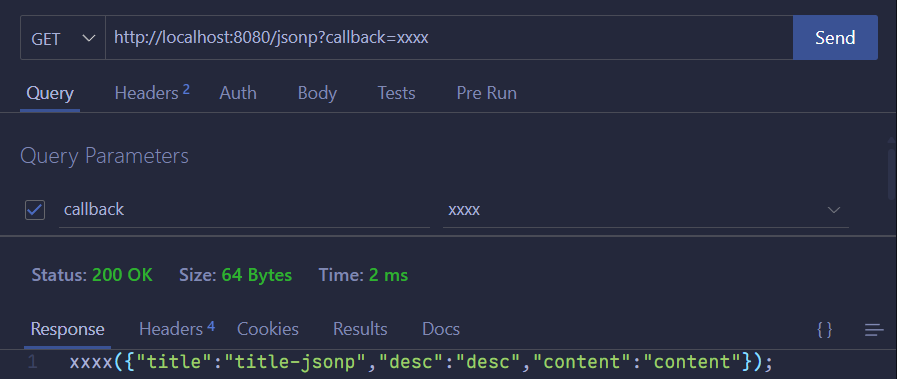 GET http://localhost:8080/jsonp?callback=xxxx Send
Query Headers 2 Auth Body Tests Pre Run
Query Parameters
callback xxxx
Status: 200 OK Size: 64 Bytes Time: 2 ms
Response Headers 4 Cookies Results Docs { }
1 xxxx({"title":"title-jsonp","desc":"desc","content":"content"});